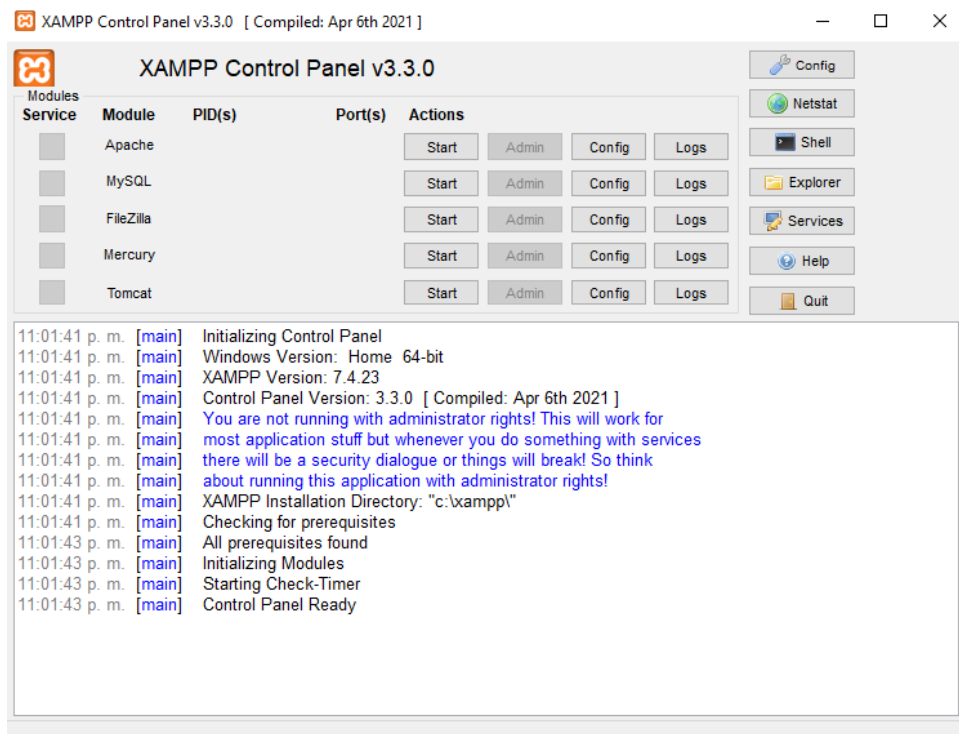 XAMPP Control Panel v3.3.0 [ Compiled: Apr 6th 2021 ]
XAMPP Control Panel v3.3.0
Config
Modules
Service Module PID(s) Port(s) Actions
Netstat
Apache Start Admin Config Logs
Shell
MySQL Start Admin Config Logs
Explorer
FileZilla Start Admin Config Logs
Services
Mercury Start Admin Config Logs
Help
Tomcat Start Admin Config Logs
Quit
11:01:41 p. m. [main] Initializing Control Panel
11:01:41 p. m. [main] Windows Version: Home 64-bit
11:01:41 p. m. [main] XAMPP Version: 7.4.23
11:01:41 p. m. [main] Control Panel Version: 3.3.0 [ Compiled: Apr 6th 2021 ]
11:01:41 p. m. [main] You are not running with administrator rights! This will work for
11:01:41 p. m. [main] most application stuff but whenever you do something with services
11:01:41 p. m. [main] there will be a security dialogue or things will break! So think
11:01:41 p. m. [main] about running this application with administrator rights!
11:01:41 p. m. [main] XAMPP Installation Directory: "c:\xampp\"
11:01:41 p. m. [main] Checking for prerequisites
11:01:43 p. m. [main] All prerequisites found
11:01:43 p. m. [main] Initializing Modules
11:01:43 p. m. [main] Starting Check-Timer
11:01:43 p. m. [main] Control Panel Ready